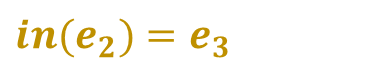 in(e₂) = e₃